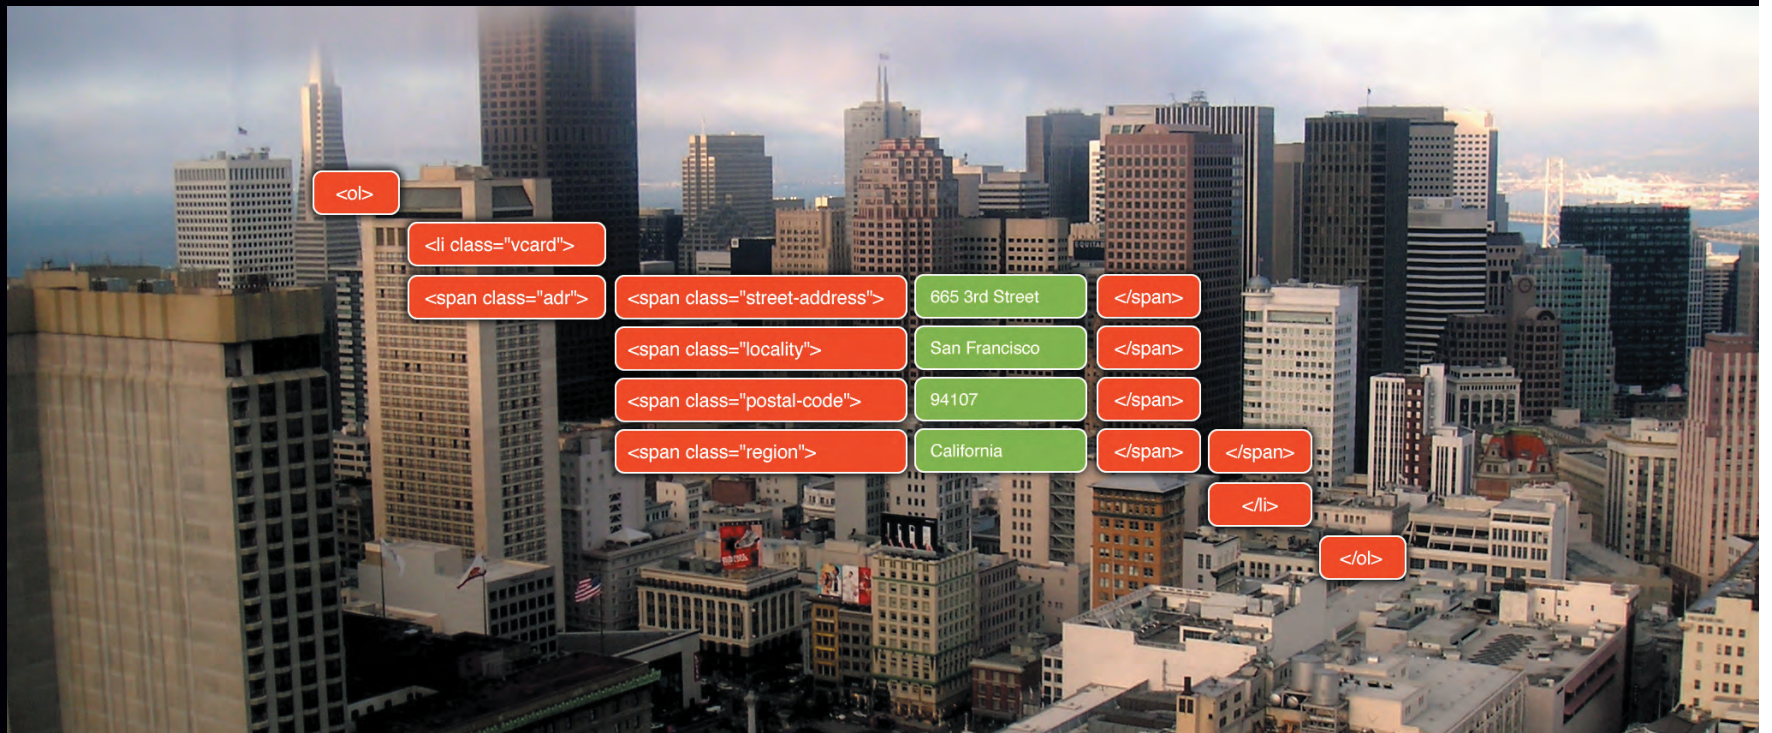 <ol>
<li class="vcard">
<span class="adr"> <span class="street-address"> 665 3rd Street </span>
<span class="locality"> San Francisco </span>
<span class="postal-code"> 94107 </span>
<span class="region"> California </span> </span>
</li>
</ol>